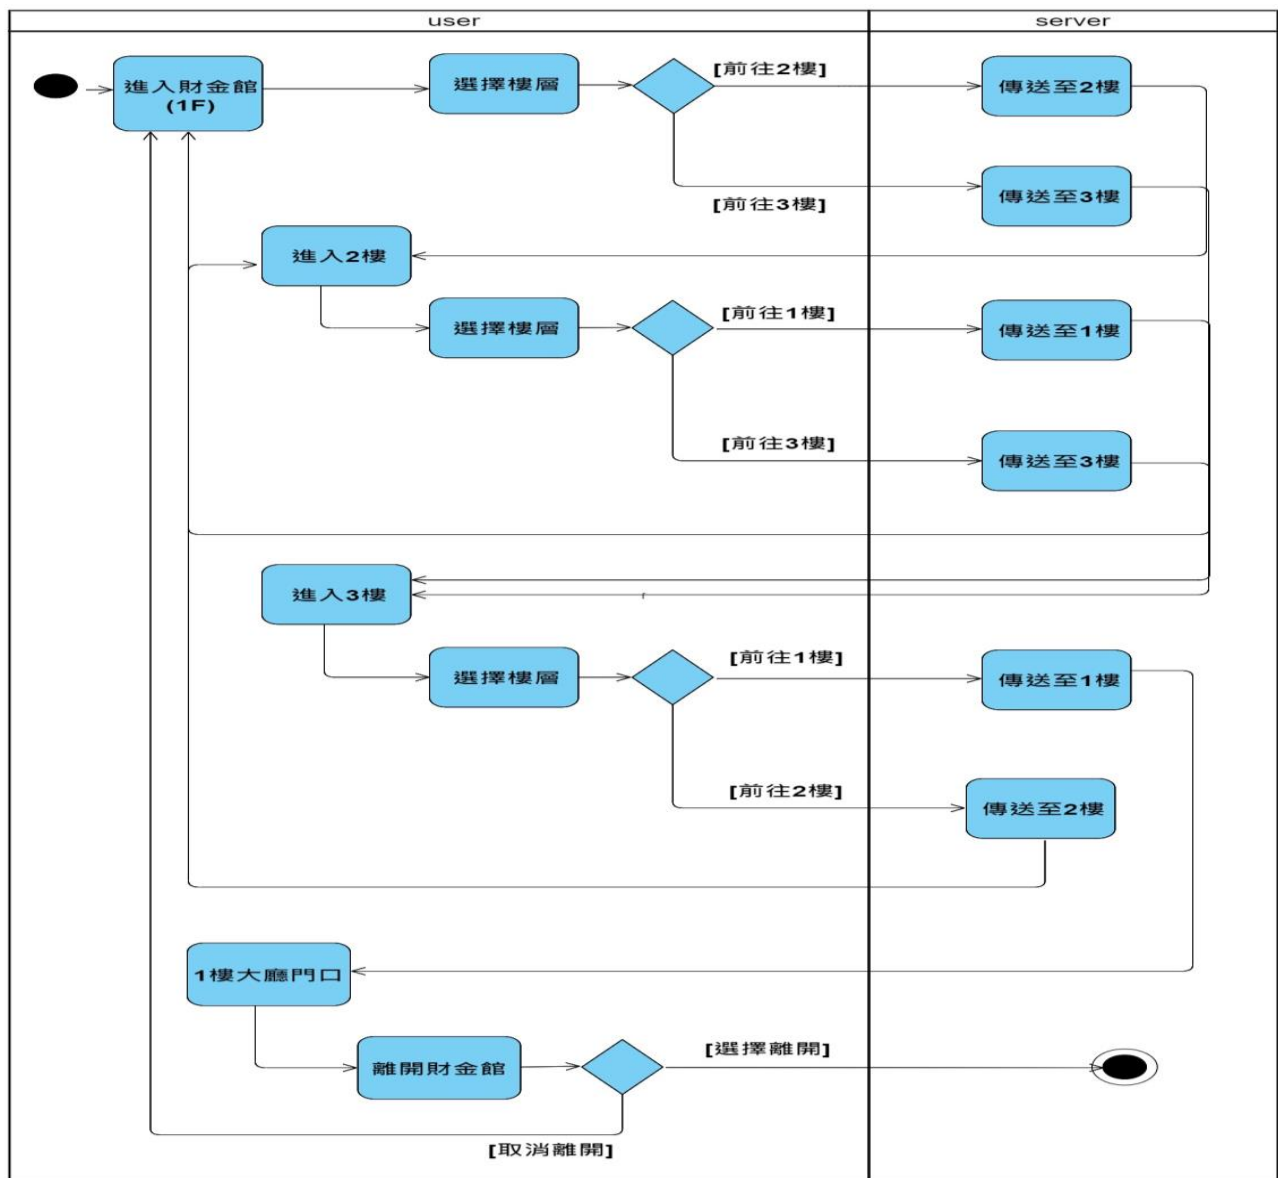 user
server
進入財金館
(1F)
選擇樓層
[前往2樓]
傳送至2樓
[前往3樓]
傳送至3樓
進入2樓
選擇樓層
[前往1樓]
傳送至1樓
[前往3樓]
傳送至3樓
進入3樓
選擇樓層
[前往1樓]
傳送至1樓
[前往2樓]
傳送至2樓
1樓大廳門口
離開財金館
[選擇離開]
[取消離開]